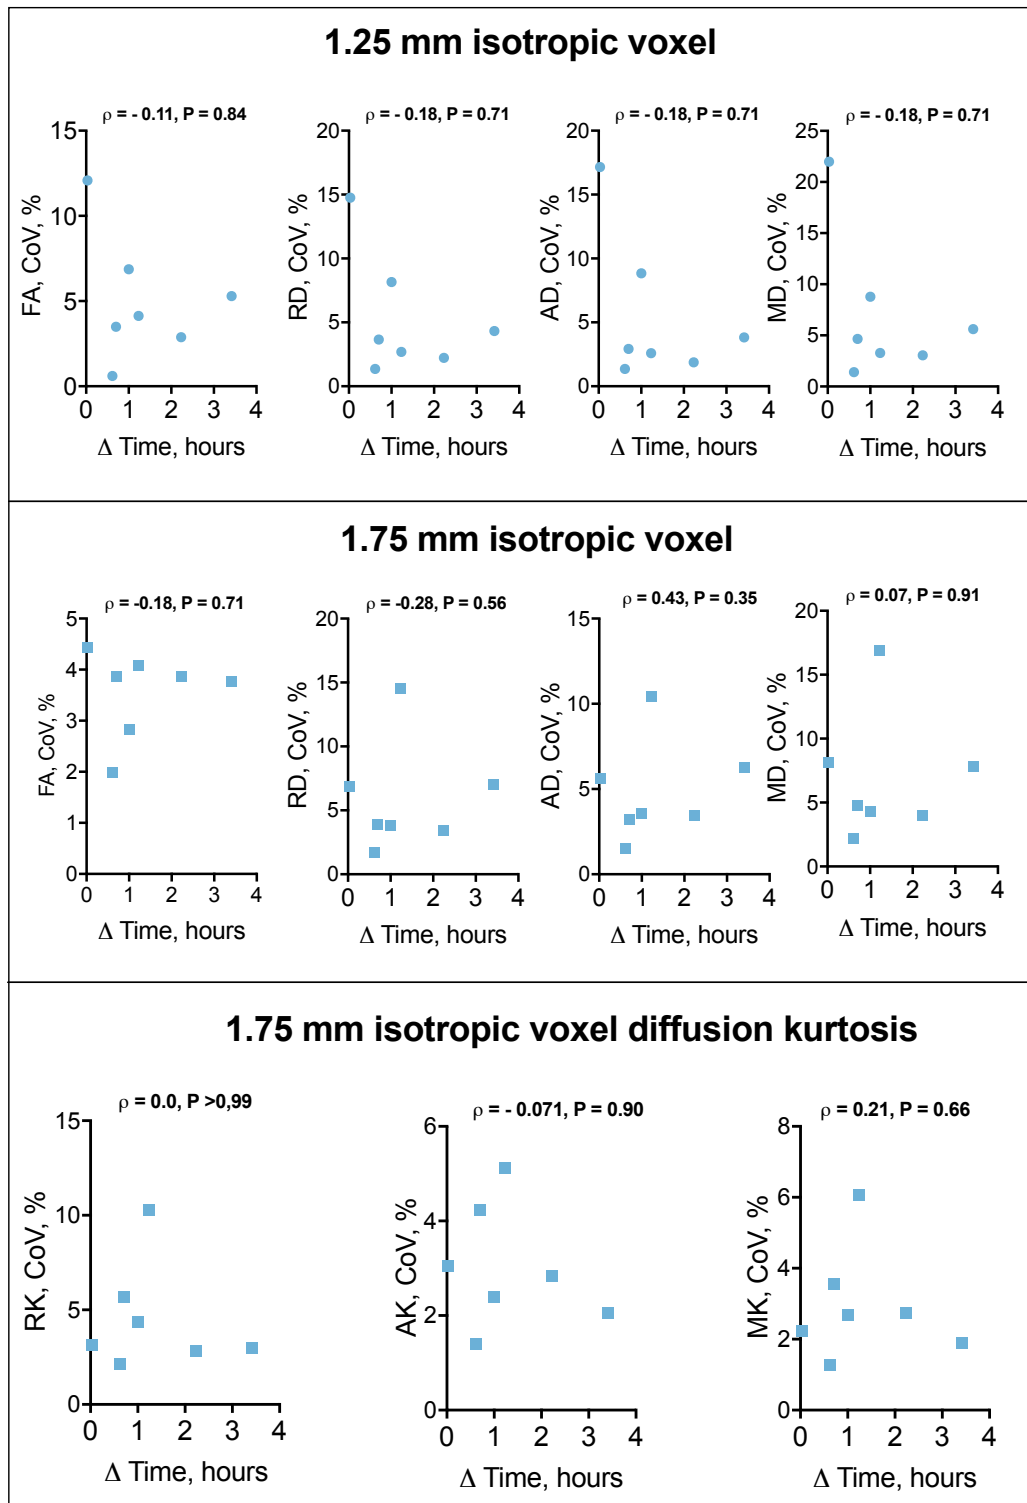 1.25 mm isotropic voxel
ρ = - 0.11, P = 0.84
ρ = - 0.18, P = 0.71
ρ = - 0.18, P = 0.71
ρ = - 0.18, P = 0.71
FA, CoV, %
15
10
5
0
0 1 2 3 4
Δ Time, hours
RD, CoV, %
20
15
10
5
0
0 1 2 3 4
Δ Time, hours
AD, CoV, %
20
15
10
5
0
0 1 2 3 4
Δ Time, hours
MD, CoV, %
25
20
15
10
5
0
0 1 2 3 4
Δ Time, hours
1.75 mm isotropic voxel
ρ = -0.18, P = 0.71
ρ = -0.28, P = 0.56
ρ = 0.43, P = 0.35
ρ = 0.07, P = 0.91
FA, CoV, %
5
4
3
2
1
0
0 1 2 3 4
Δ Time, hours
RD, CoV, %
20
15
10
5
0
0 1 2 3 4
Δ Time, hours
AD, CoV, %
15
10
5
0
0 1 2 3 4
Δ Time, hours
MD, CoV, %
20
15
10
5
0
0 1 2 3 4
Δ Time, hours
1.75 mm isotropic voxel diffusion kurtosis
ρ = 0.0, P >0,99
ρ = - 0.071, P = 0.90
ρ = 0.21, P = 0.66
RK, CoV, %
15
10
5
0
0 1 2 3 4
Δ Time, hours
AK, CoV, %
6
4
2
0
0 1 2 3 4
Δ Time, hours
MK, CoV, %
8
6
4
2
0
0 1 2 3 4
Δ Time, hours